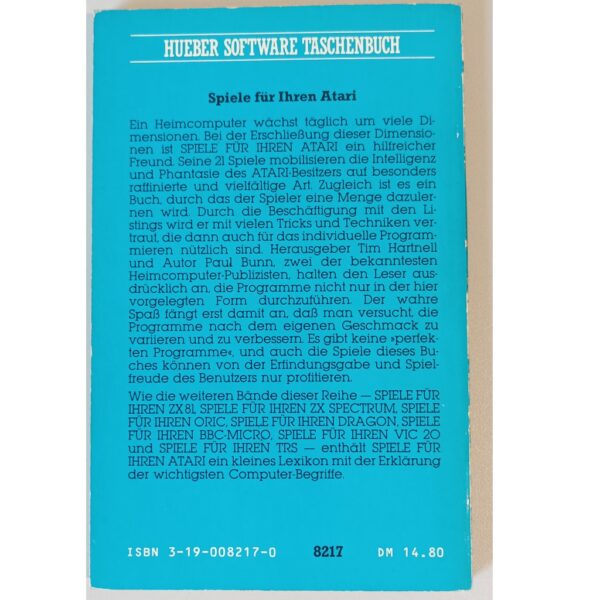 HUEBER SOFTWARE TASCHENBUCH
Spiele für Ihren Atari
Ein Heimcomputer wächst täglich um viele Di-
mensionen. Bei der Erschließung dieser Dimensio-
nen ist SPIELE FÜR IHREN ATARI ein hilfreicher
Freund. Seine 21 Spiele mobilisieren die Intelligenz
und Phantasie des ATARI-Besitzers auf besonders
raffinierte und vielfältige Art. Zugleich ist es ein
Buch, durch das der Spieler eine Menge dazuler-
nen wird. Durch die Beschäftigung mit den Li-
stings wird er mit vielen Tricks und Techniken ver-
traut, die dann auch für das individuelle Program-
mieren nützlich sind. Herausgeber Tim Hartnell
und Autor Paul Bunn, zwei der bekanntesten
Heimcomputer-Publizisten, halten den Leser aus-
drücklich an, die Programme nicht nur in der hier
vorgelegten Form durchzuführen. Der wahre
Spaß fängt erst damit an, daß man versucht, die
Programme nach dem eigenen Geschmack zu
variieren und zu verbessern. Es gibt keine »perfek-
ten Programme«, und auch die Spiele dieses Bu-
ches können von der Erfindungsgabe und Spiel-
freude des Benutzers nur profitieren.
Wie die weiteren Bände dieser Reihe — SPIELE FÜR
IHREN ZX81, SPIELE FÜR IHREN ZX SPECTRUM, SPIELE
FÜR IHREN ORIC, SPIELE FÜR IHREN DRAGON, SPIELE
FÜR IHREN BBC-MICRO, SPIELE FÜR IHREN VIC 20
und SPIELE FÜR IHREN TRS — enthält SPIELE FÜR
IHREN ATARI ein kleines Lexikon mit der Erklärung
der wichtigsten Computer-Begriffe.
ISBN 3-19-008217-0 8217 DM 14.80